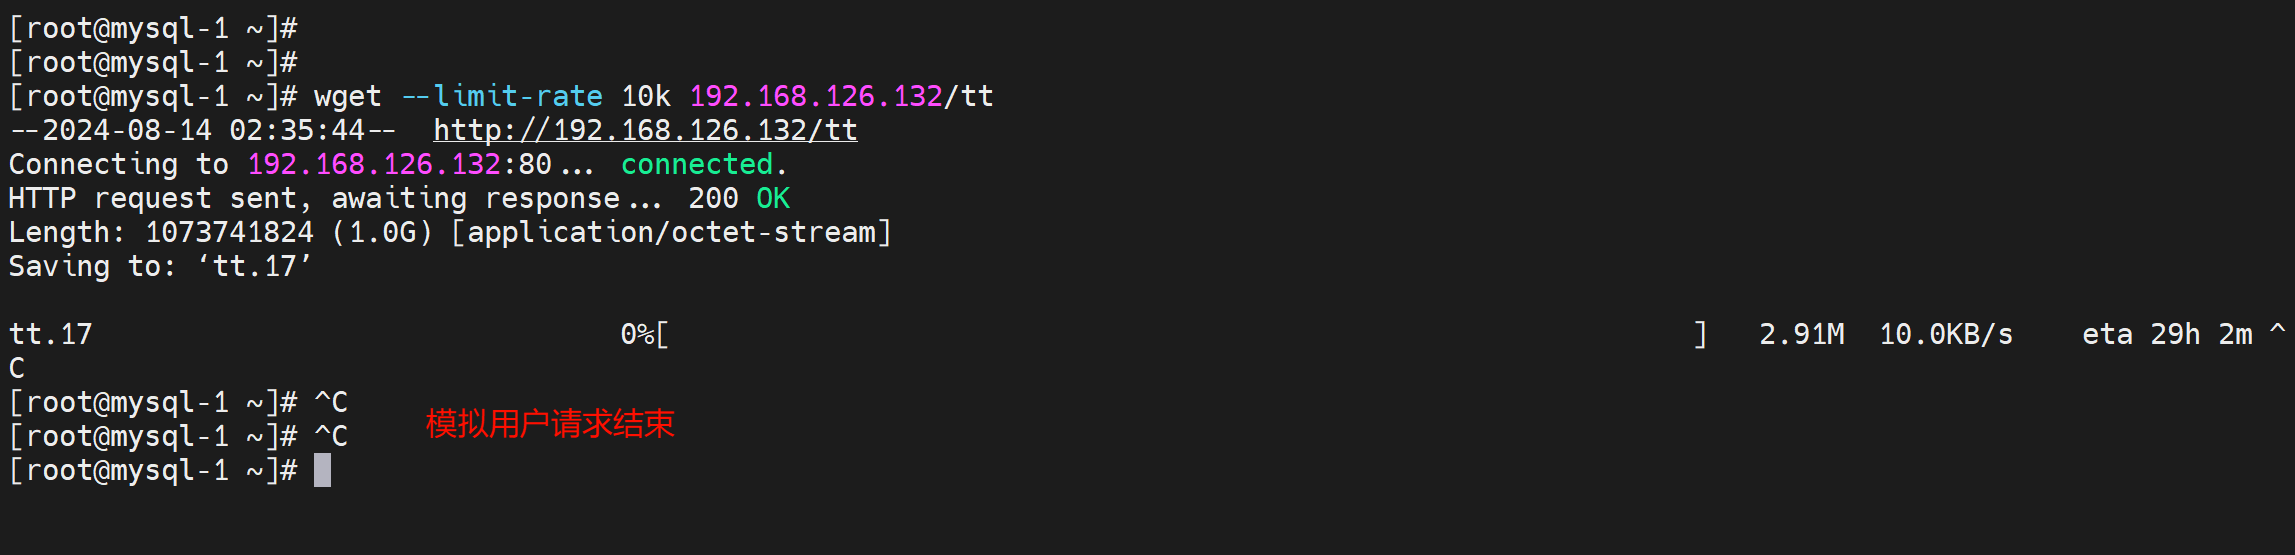 [root@mysql-1 ~]#
[root@mysql-1 ~]#
[root@mysql-1 ~]# wget --limit-rate 10k 192.168.126.132/tt
--2024-08-14 02:35:44--  http://192.168.126.132/tt
Connecting to 192.168.126.132:80... connected.
HTTP request sent, awaiting response... 200 OK
Length: 1073741824 (1.0G) [application/octet-stream]
Saving to: ‘tt.17’
tt.17 0%[ ] 2.91M 10.0KB/s eta 29h 2m ^
C
[root@mysql-1 ~]# ^C
模拟用户请求结束
[root@mysql-1 ~]# ^C
[root@mysql-1 ~]#